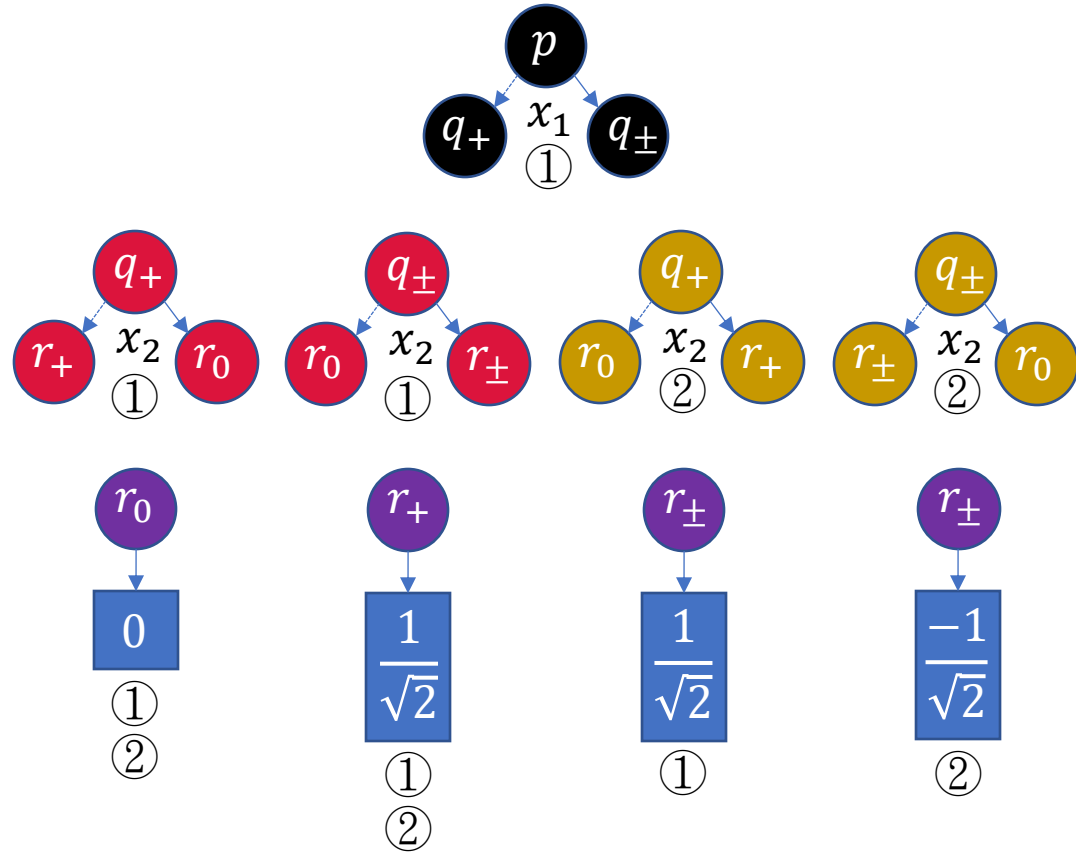 p
q₊ x₁ q±
①
q₊ q± q₊ q±
r₊ x₂ r₀ r₀ x₂ r± r₀ x₂ r₊ r± x₂ r₀
① ① ② ②
r₀ r₊ r± r±
0 1/√2 1/√2 −1/√2
① ① ① ②
② ②